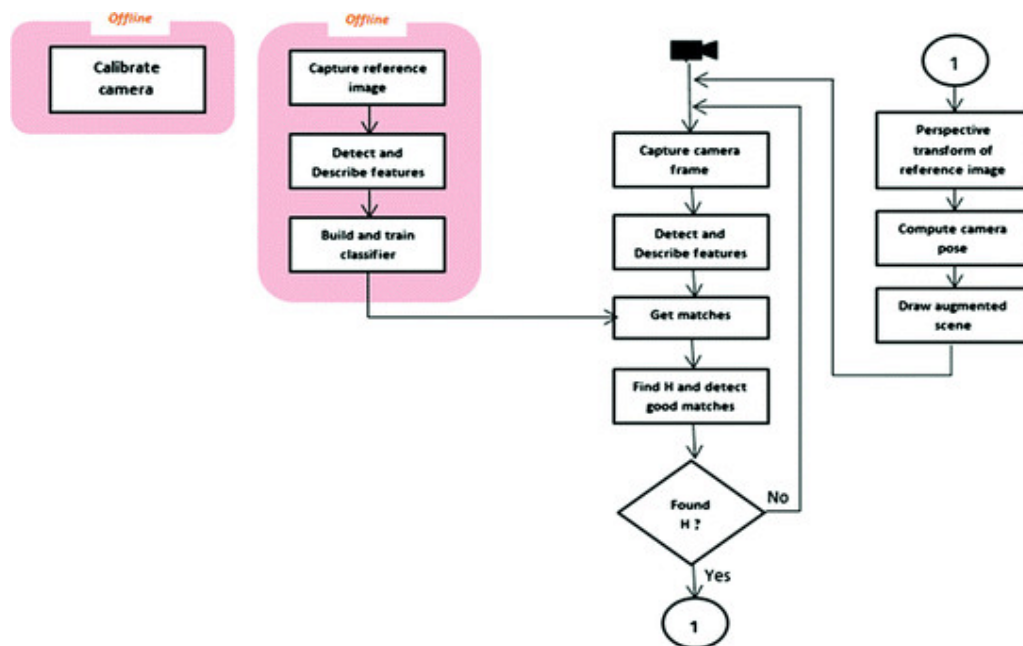 Offline
Calibrate
camera
Offline
Capture reference
image
Detect and
Describe features
Build and train
classifier
Capture camera
frame
Detect and
Describe features
Get matches
Find H and detect
good matches
Found
H ?
No
Yes
1
1
Perspective
transform of
reference image
Compute camera
pose
Draw augmented
scene